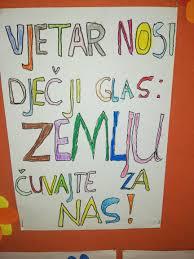 VJETAR NOSI
DJEČJI GLAS:
ZEMLJU
ČUVAJTE ZA
NAS!